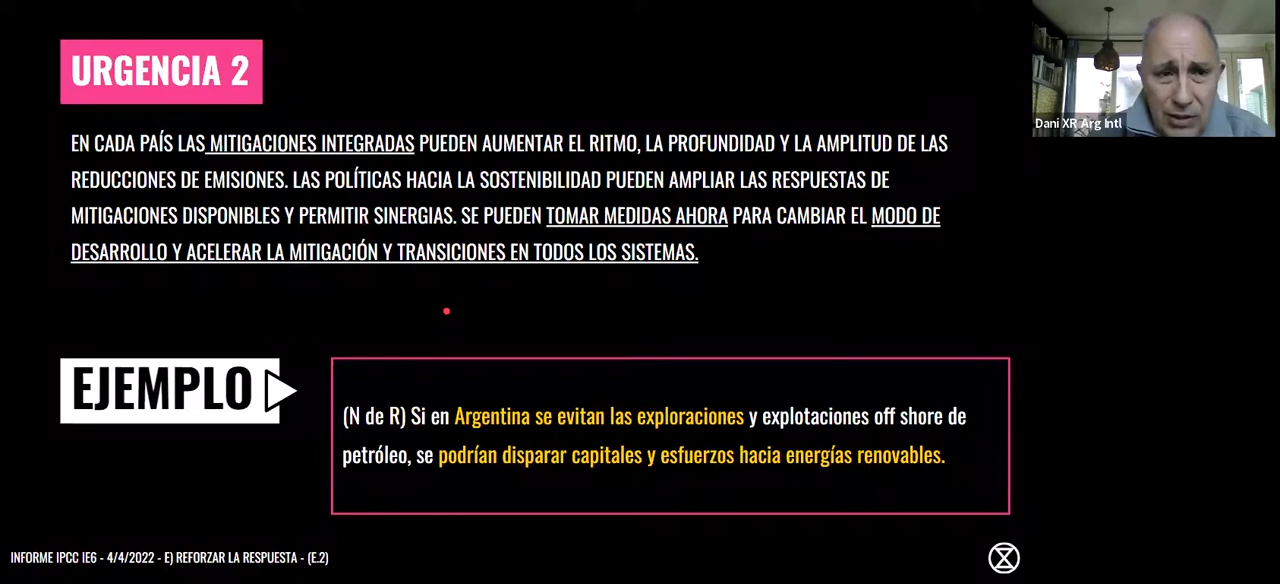 URGENCIA 2
Dani XR Arg Intl
EN CADA PAÍS LAS MITIGACIONES INTEGRADAS PUEDEN AUMENTAR EL RITMO, LA PROFUNDIDAD Y LA AMPLITUD DE LAS
REDUCCIONES DE EMISIONES. LAS POLÍTICAS HACIA LA SOSTENIBILIDAD PUEDEN AMPLIAR LAS RESPUESTAS DE
MITIGACIONES DISPONIBLES Y PERMITIR SINERGIAS. SE PUEDEN TOMAR MEDIDAS AHORA PARA CAMBIAR EL MODO DE
DESARROLLO Y ACELERAR LA MITIGACIÓN Y TRANSICIONES EN TODOS LOS SISTEMAS.
EJEMPLO
(N de R) Si en Argentina se evitan las exploraciones y explotaciones off shore de
petróleo, se podrían disparar capitales y esfuerzos hacia energías renovables.
INFORME IPCC IE6 - 4/4/2022 - E) REFORZAR LA RESPUESTA - (E.2)